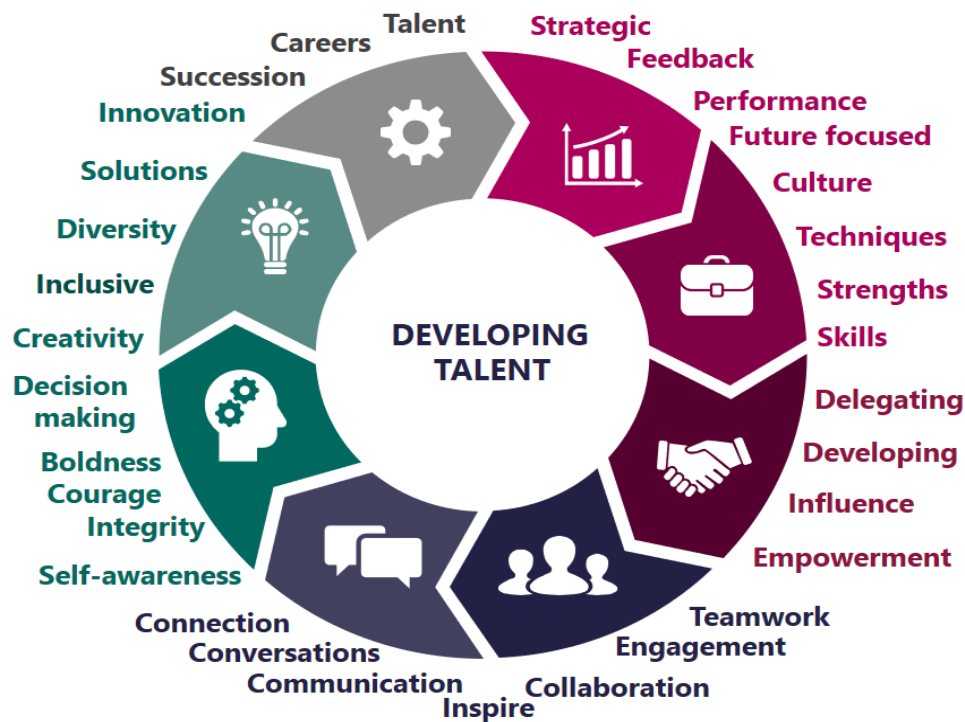 DEVELOPING
TALENT
Strategic
Feedback
Performance
Future focused
Culture
Techniques
Strengths
Skills
Delegating
Developing
Influence
Empowerment
Teamwork
Engagement
Collaboration
Inspire
Communication
Conversations
Connection
Self-awareness
Integrity
Courage
Boldness
Decision
making
Creativity
Inclusive
Diversity
Solutions
Innovation
Succession
Careers
Talent